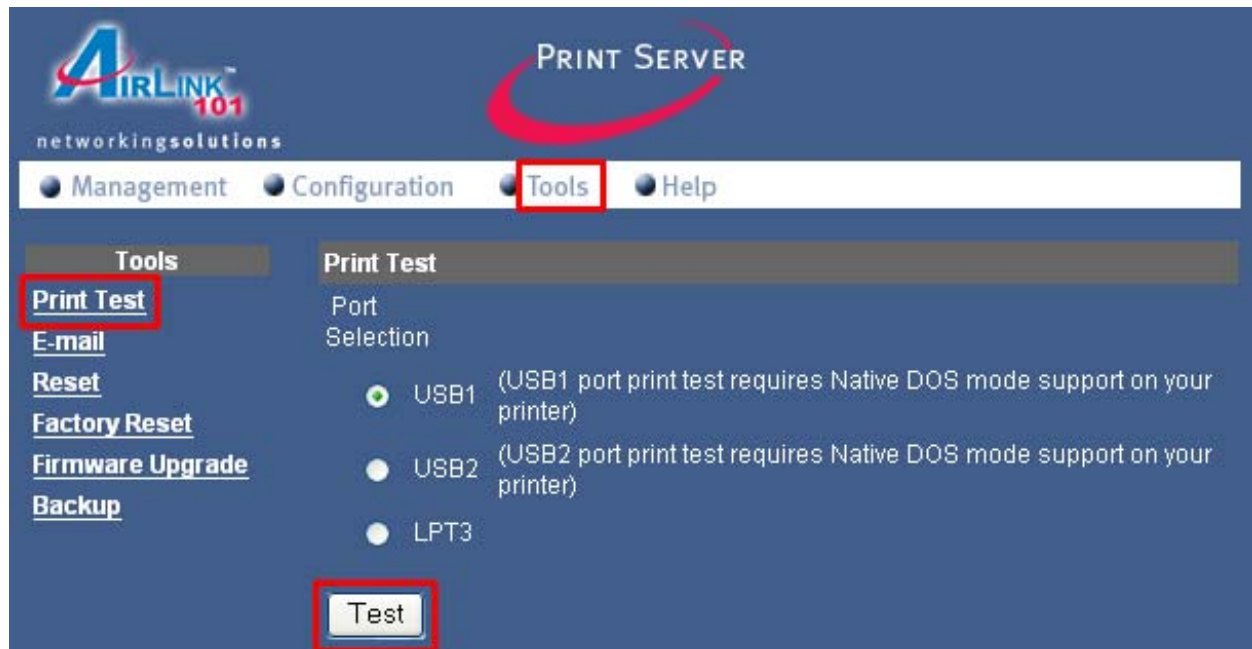 AIRLINK™
101
networkingsolutions
PRINT SERVER
Management Configuration Tools Help
Tools
Print Test
E-mail
Reset
Factory Reset
Firmware Upgrade
Backup
Print Test
Port
Selection
USB1 (USB1 port print test requires Native DOS mode support on your
printer)
USB2 (USB2 port print test requires Native DOS mode support on your
printer)
LPT3
Test